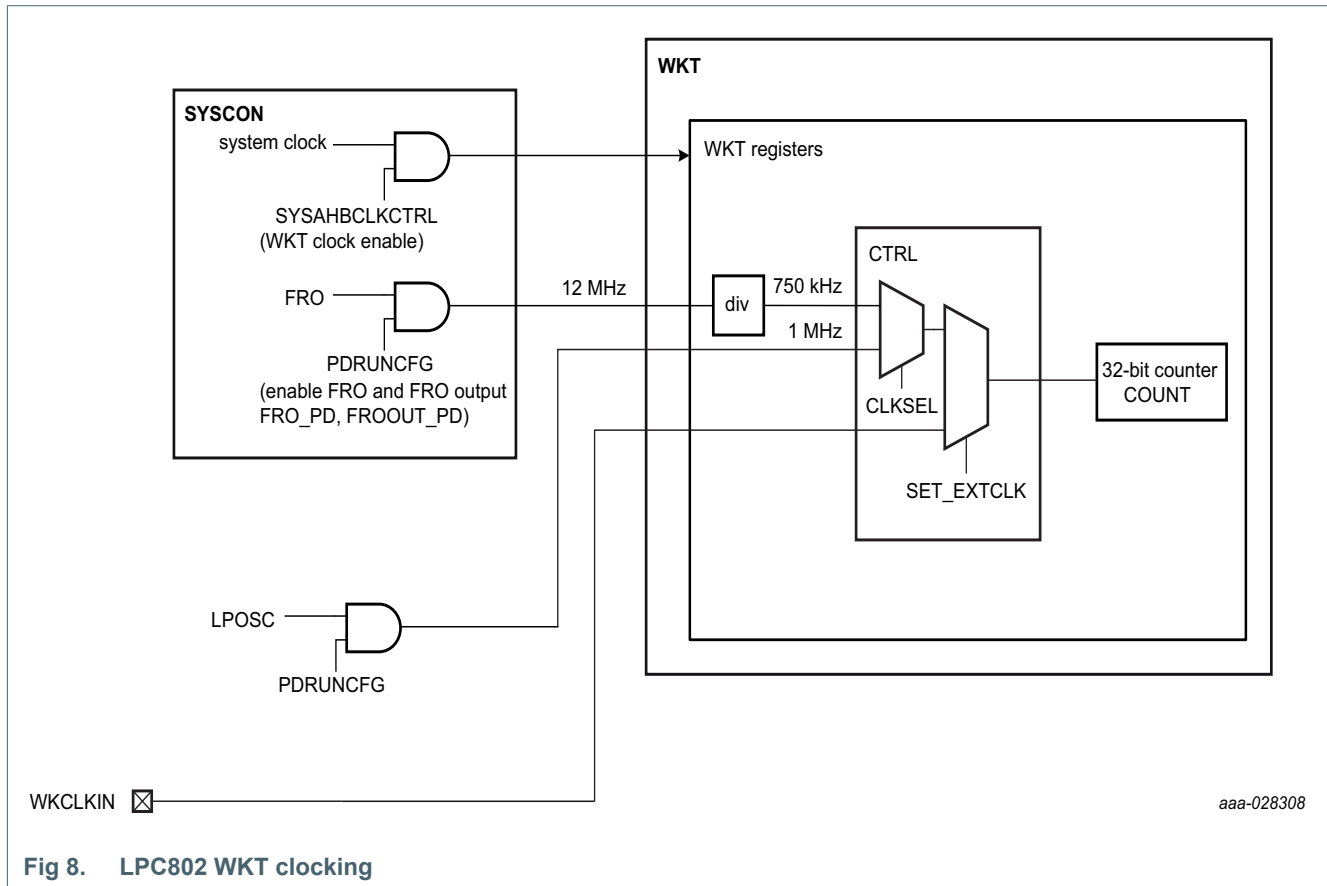 WKT
SYSCON
system clock
WKT registers
SYSAHBCLKCTRL
(WKT clock enable)
CTRL
FRO
12 MHz
div
750 kHz
1 MHz
PDRUNCFG
(enable FRO and FRO output
FRO_PD, FROOUT_PD)
CLKSEL
32-bit counter
COUNT
SET_EXTCLK
LPOSC
PDRUNCFG
WKCLKIN
aaa-028308
Fig 8. LPC802 WKT clocking